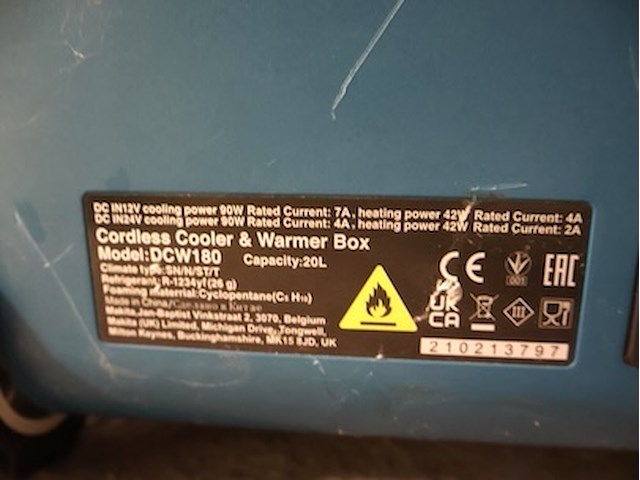 DC IN12V cooling power 90W Rated Current: 7A, heating power 42W Rated Current: 4A
DC IN24V cooling power 90W Rated Current: 4A, heating power 42W Rated Current: 2A
Cordless Cooler & Warmer Box
Model:DCW180 Capacity:20L
Climate type:SN/N/ST/T
Refrigerant: R-1234yf(26 g)
Foaming Material:Cyclopentane(C5 H10)
Made in China/
Makita.Jan-Baptist Vinkstraat 2, 3070, Belgium
Makita (UK) Limited, Michigan Drive, Tongwell,
Milton Keynes, Buckinghamshire, MK15 8JD, UK
CE 001 EAC
UK
CA III
210213797